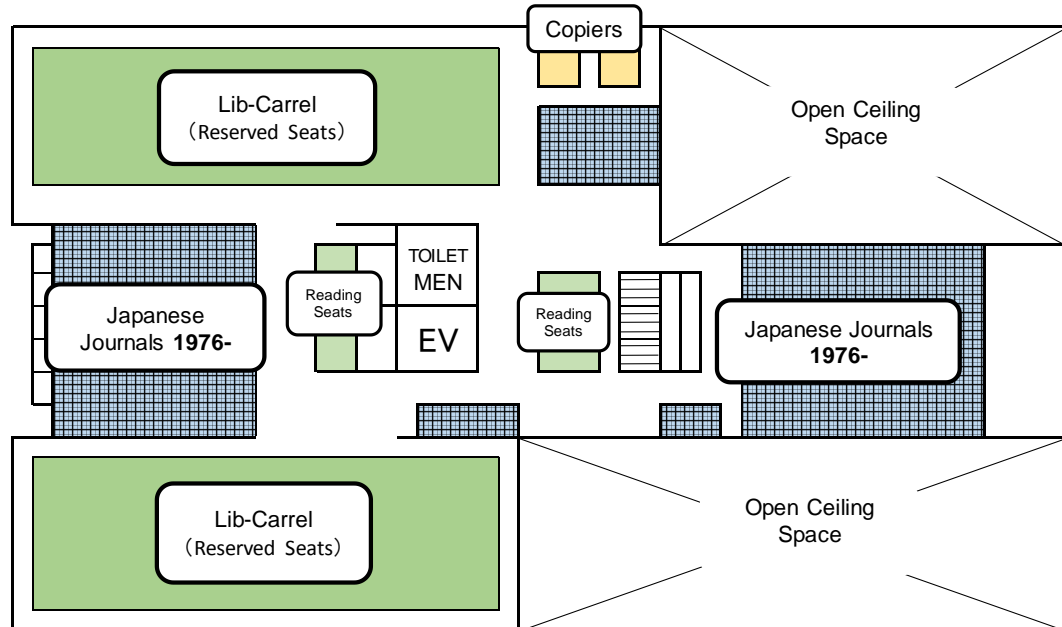 Copiers
Lib-Carrel
（Reserved Seats）
Open Ceiling
Space
TOILET
MEN
Reading
Seats
EV
Japanese
Journals 1976-
Reading
Seats
Japanese Journals
1976-
Lib-Carrel
（Reserved Seats）
Open Ceiling
Space